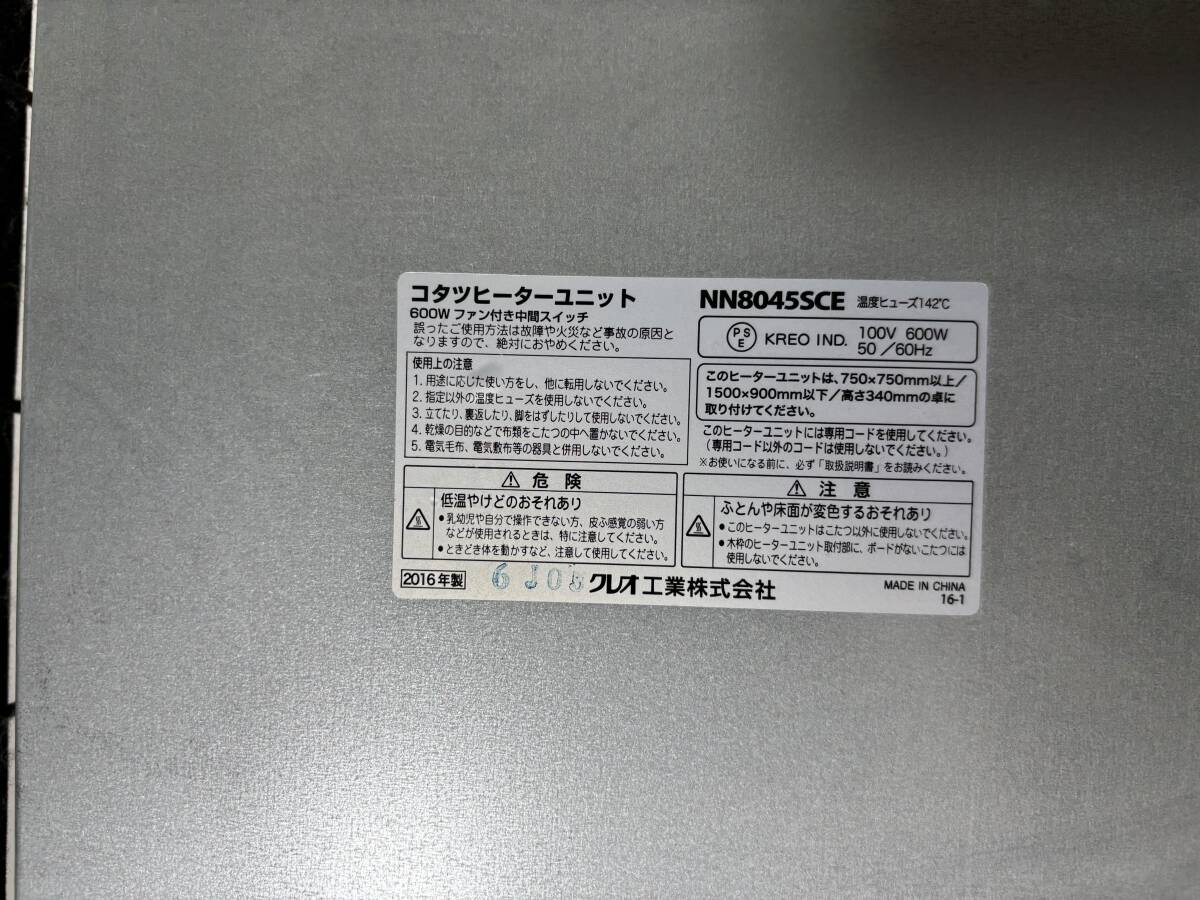 コタツヒーターユニット
600W ファン付き中間スイッチ
誤ったご使用方法は故障や火災など事故の原因と
なりますので、絶対におやめください。
使用上の注意
1. 用途に応じた使い方をし、他に転用しないでください。
2. 指定以外の温度ヒューズを使用しないでください。
3. 立てたり、裏返したり、脚をはずしたりして使用しないでください。
4. 乾燥の目的などで布類をこたつの中へ置かないでください。
5. 電気毛布、電気敷布等の器具と併用しないでください。
NN8045SCE 温度ヒューズ142℃
PSE KREO IND. 100V 600W
50/60Hz
このヒーターユニットは、750×750mm以上/
1500×900mm以下/高さ340mmの卓に
取り付けてください。
このヒーターユニットには専用コードを使用してください。
(専用コード以外のコードは使用しないでください。)
※お使いになる前に、必ず「取扱説明書」をお読みください。
⚠ 危険
低温やけどのおそれあり
•乳幼児や自分で操作できない方、皮ふ感覚の弱い方
などが使用されるときは、特に注意してください。
•ときどき体を動かすなど、注意して使用してください。
⚠ 注意
ふとんや床面が変色するおそれあり
•このヒーターユニットはこたつ以外に使用しないでください。
•木枠のヒーターユニット取付部に、ボードがないこたつには
使用しないでください。
2016年製 6 J0 クレオ工業株式会社
MADE IN CHINA
16-1